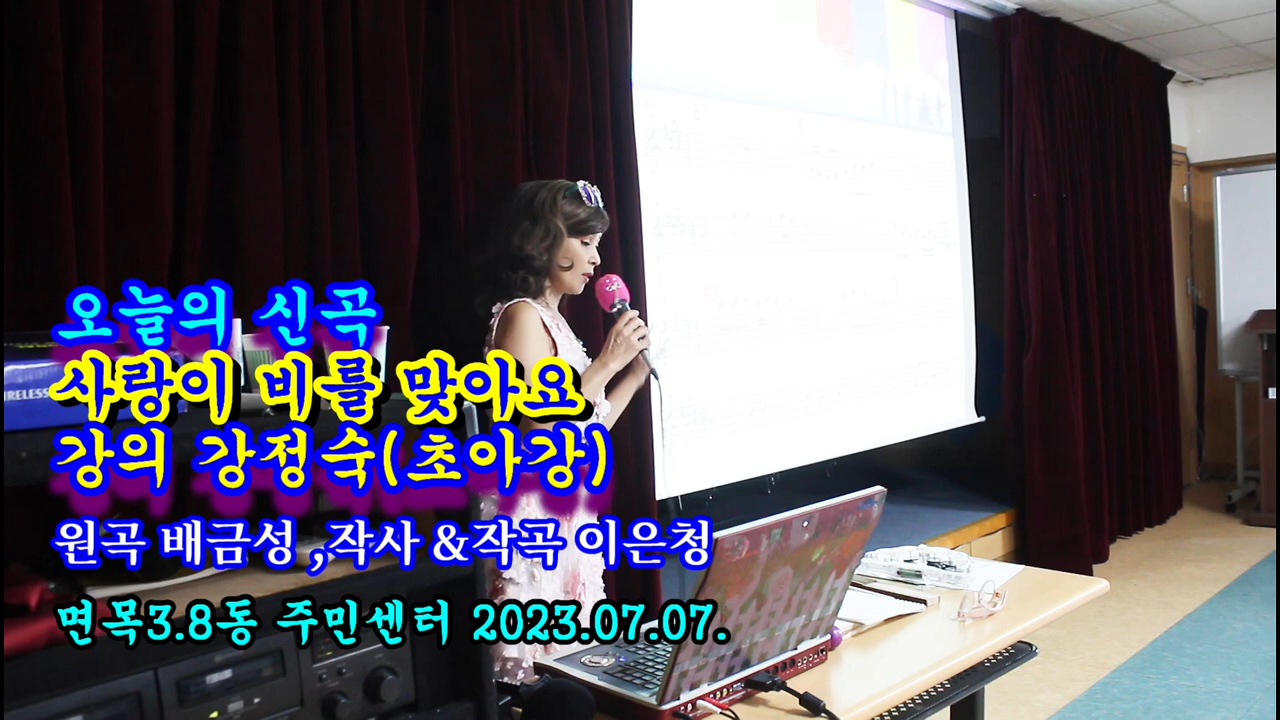 오늘의 신곡
사랑이 비를 맞아요
강의 강정숙(초아강)
원곡 배금성 ,작사 &작곡 이은청
면목3.8동 주민센터 2023.07.07.